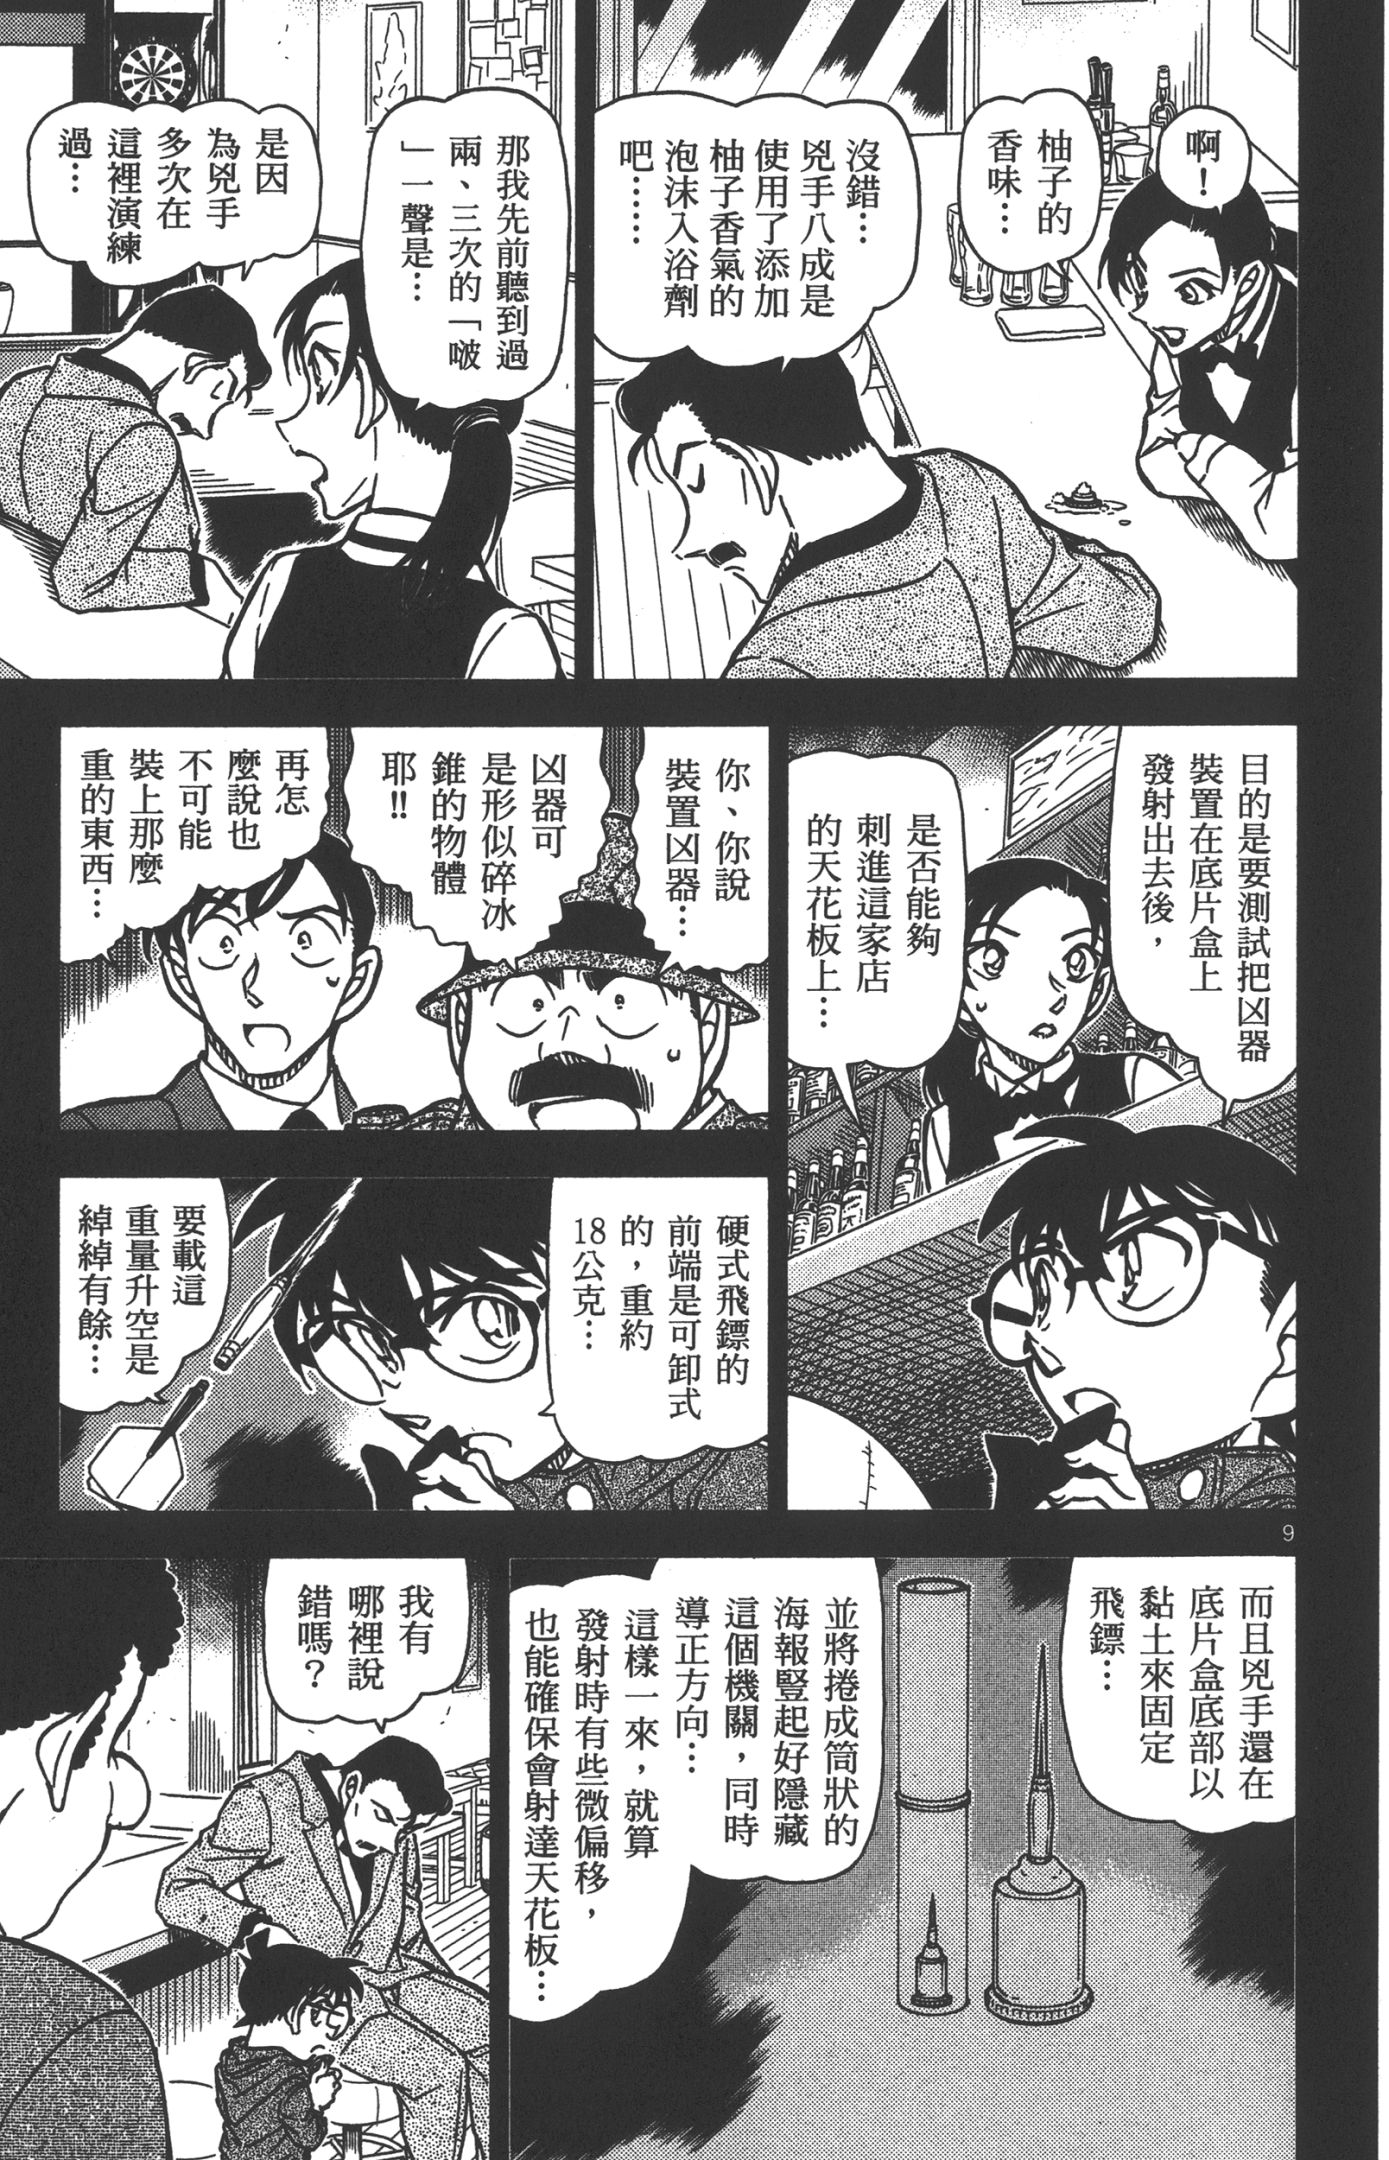 啊！
柚子的
香味…
沒錯…
兇手八成是
使用了添加
柚子香氣的
泡沫入浴劑
吧……
那我先前聽到過
兩、三次的「啵
」一聲是…
是因
為兇手
多次在
這裡演練
過…
目的是要測試把凶器
裝置在底片盒上
發射出去後，
是否能夠
刺進這家店
的天花板上…
你、你說
裝置凶器…
凶器可
是形似碎冰
錐的物體
耶!!
再怎
麼說也
不可能
裝上那麼
重的東西…
硬式飛鏢的
前端是可卸式
的，重約
18公克…
要載這
重量升空是
綽綽有餘…
9
而且兇手還在
底片盒底部以
黏土來固定
飛鏢…
並將捲成筒狀的
海報豎起好隱藏
這個機關，同時
導正方向…
這樣一來，就算
發射時有些微偏移，
也能確保會射達天花板…
我有
哪裡說
錯嗎？